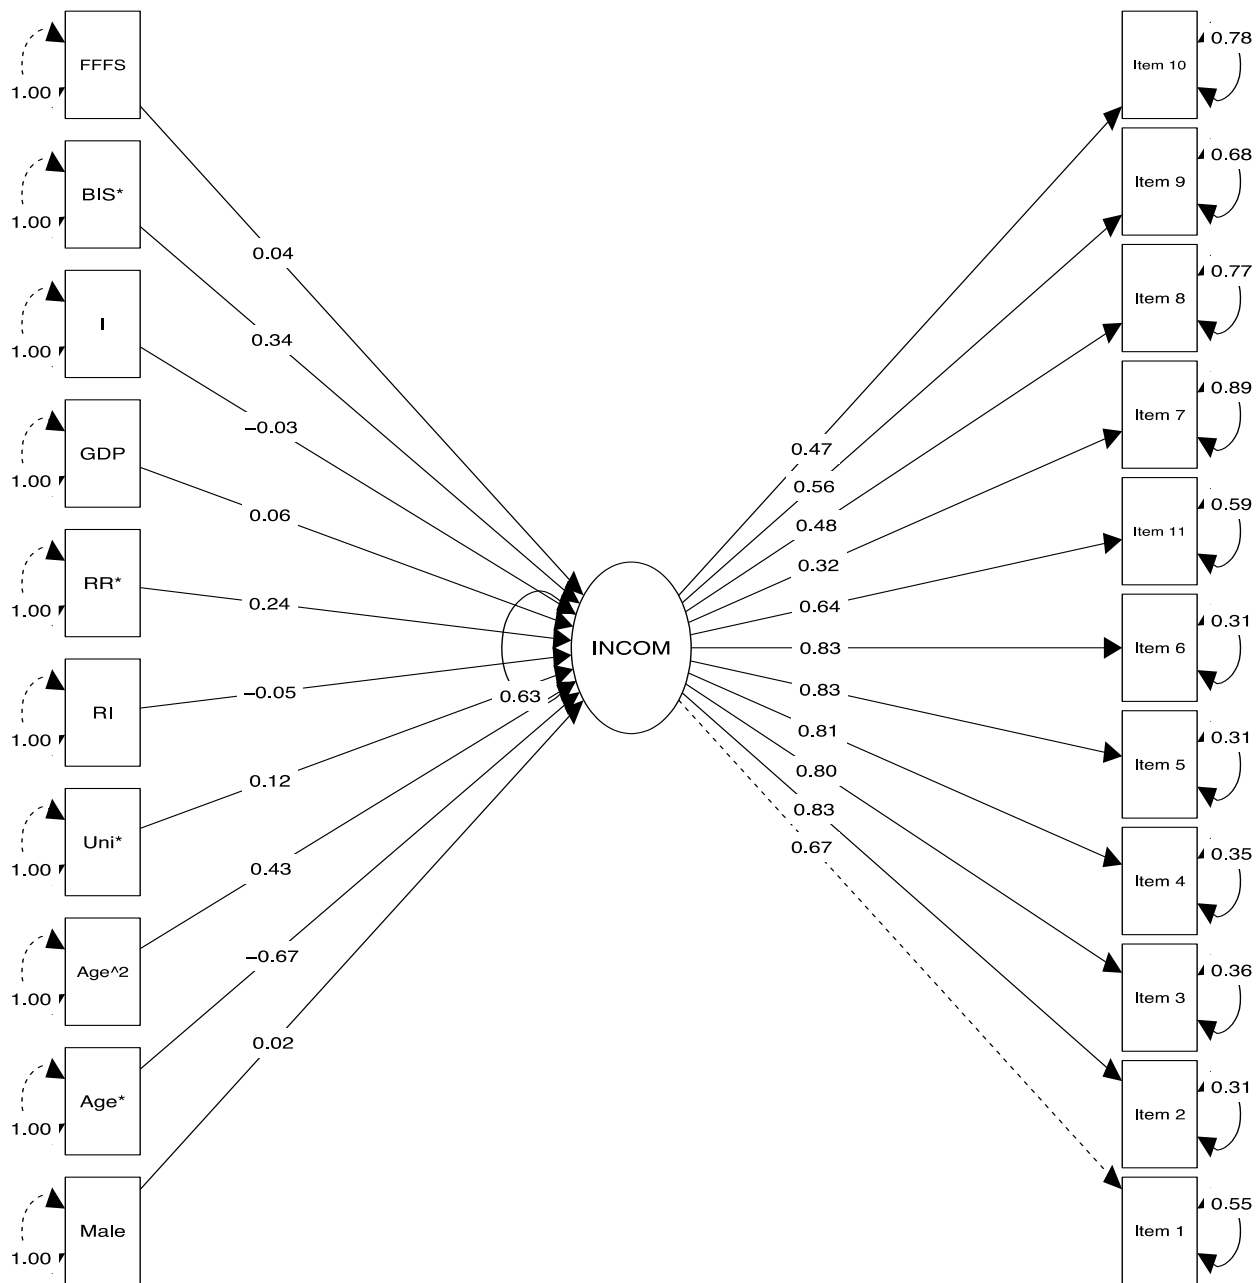 FFFS
1.00
BIS*
1.00
I
1.00
GDP
1.00
RR*
1.00
RI
1.00
Uni*
1.00
Age^2
1.00
Age*
1.00
Male
1.00
0.04
0.34
−0.03
0.06
0.24
−0.05
0.12
0.43
−0.67
0.02
0.63
INCOM
0.47
0.56
0.48
0.32
0.64
0.83
0.83
0.81
0.80
0.83
0.67
Item 10
0.78
Item 9
0.68
Item 8
0.77
Item 7
0.89
Item 11
0.59
Item 6
0.31
Item 5
0.31
Item 4
0.35
Item 3
0.36
Item 2
0.31
Item 1
0.55